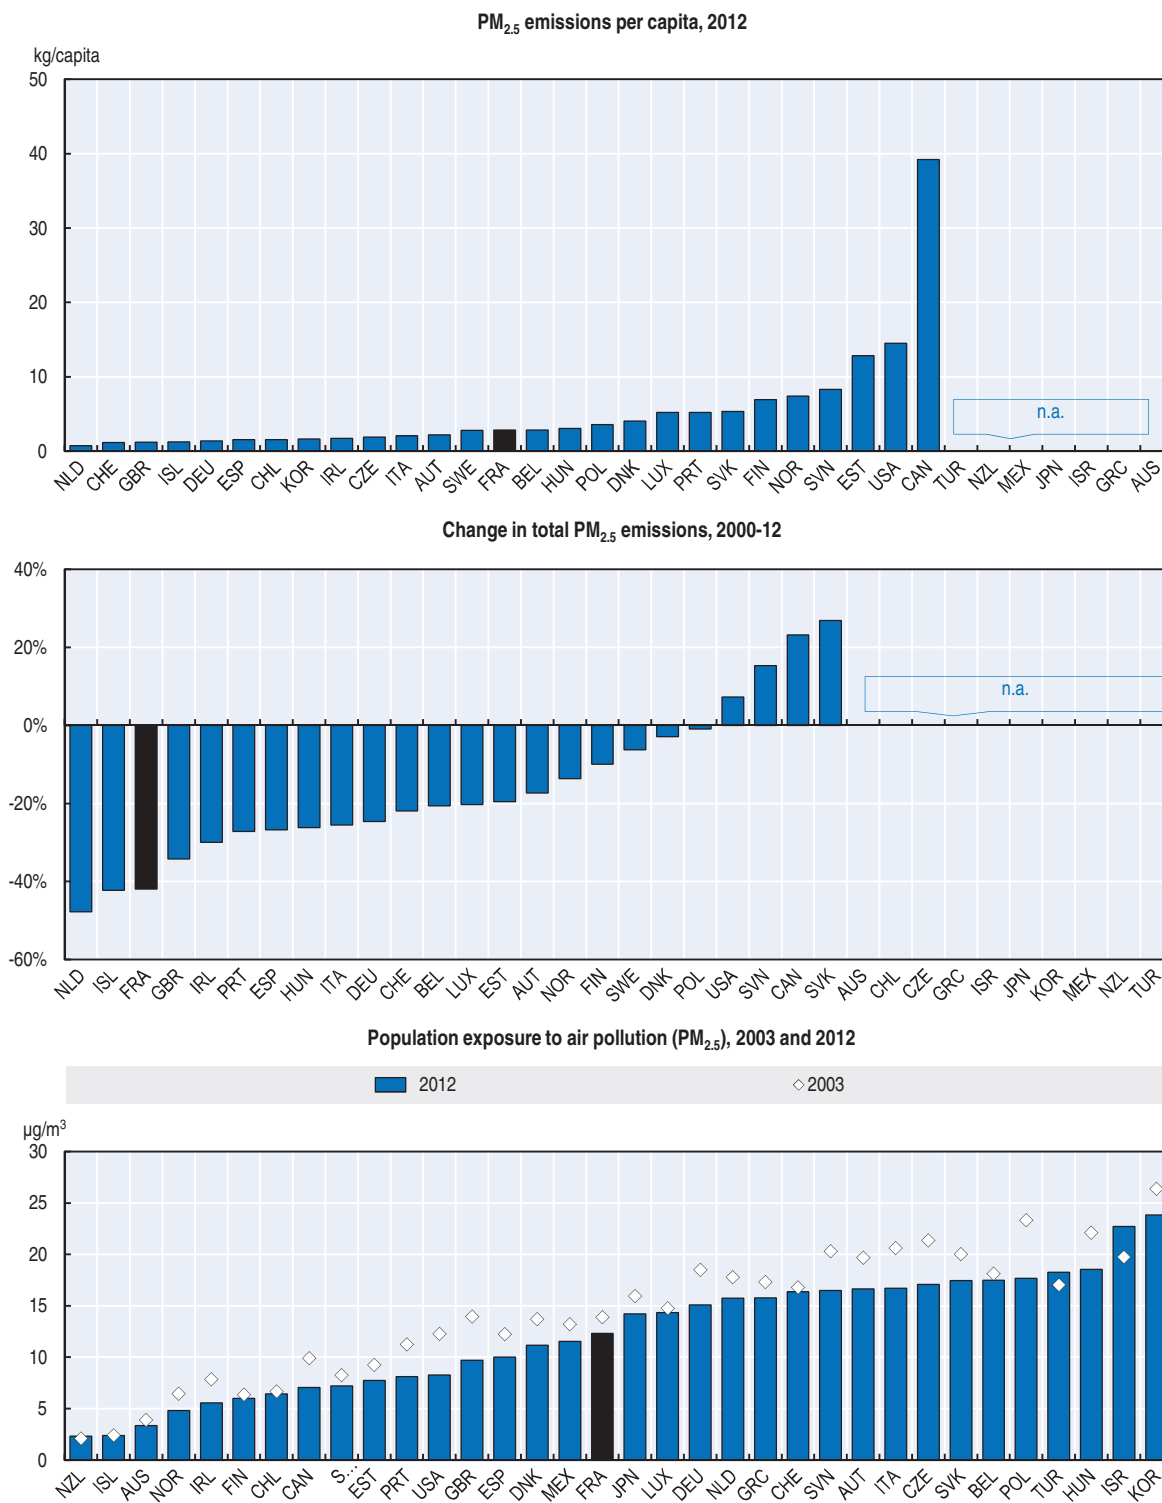 PM2.5 emissions per capita, 2012
kg/capita
50
40
30
20
10
0
n.a.
NLD CHE GBR ISL DEU ESP CHL KOR IRL CZE ITA AUT SWE FRA BEL HUN POL DNK LUX PRT SVK FIN NOR SVN EST USA CAN TUR NZL MEX JPN ISR GRC AUS
Change in total PM2.5 emissions, 2000-12
40%
20%
n.a.
0%
-20%
-40%
-60%
NLD ISL FRA GBR IRL PRT ESP HUN ITA DEU CHE BEL LUX EST AUT NOR FIN SWE DNK POL USA SVN CAN SVK AUS CHL CZE GRC ISR JPN KOR MEX NZL TUR
Population exposure to air pollution (PM2.5), 2003 and 2012
2012 2003
µg/m3
30
25
20
15
10
5
0
NZL ISL AUS NOR IRL FIN CHL CAN S... EST PRT USA GBR ESP DNK MEX FRA JPN LUX DEU NLD GRC CHE SVN AUT ITA CZE SVK BEL POL TUR HUN ISR KOR